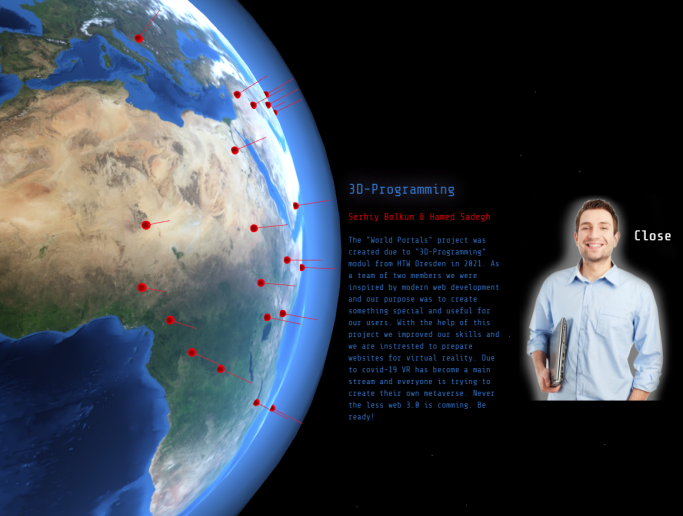 3D-Programming
Serhiy Bolkun & Hamed Sadegh
Close
The "World Portals" project was
created due to "3D-Programming"
modul from HTW Dresden in 2021. As
a team of two members we were
inspired by modern web development
and our purpose was to create
something special and useful for
our users. With the help of this
project we improved our skills and
we are instrested to prepare
websites for virtual reality. Due
to covid-19 VR has become a main
stream and everyone is trying to
create their own metaverse. Never
the less web 3.0 is comming. Be
ready!